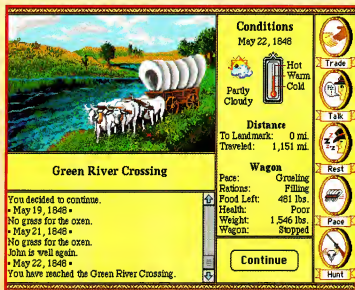 Green River Crossing
You decided to continue.
• May 19, 1848 •
No grass for the oxen.
• May 21, 1848 •
No grass for the oxen.
John is well again.
• May 22, 1848 •
You have reached the Green River Crossing.
Conditions
May 22, 1848
Partly
Cloudy
Hot
Warm
Cold
Distance
To Landmark: 0 mi.
Traveled: 1,151 mi.
Wagon
Pace: Grueling
Rations: Filling
Food Left: 481 lbs.
Health: Poor
Weight: 1,546 lbs.
Wagon: Stopped
Continue
Trade
Talk
Rest
Pace
Hunt